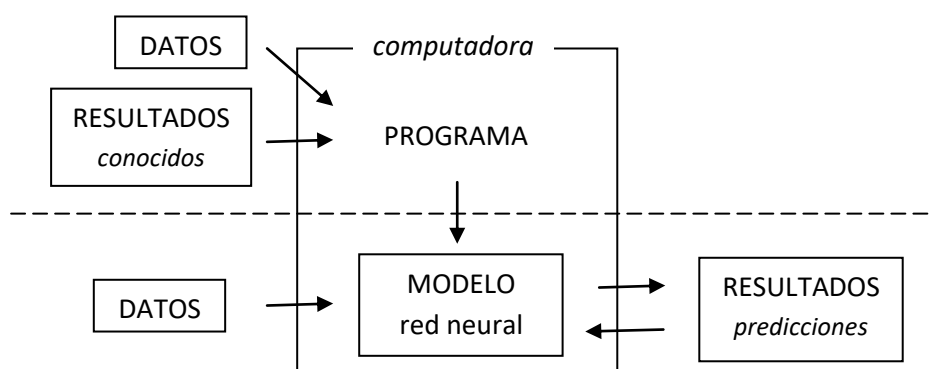 DATOS
computadora
RESULTADOS
conocidos
PROGRAMA
DATOS
MODELO
red neural
RESULTADOS
predicciones